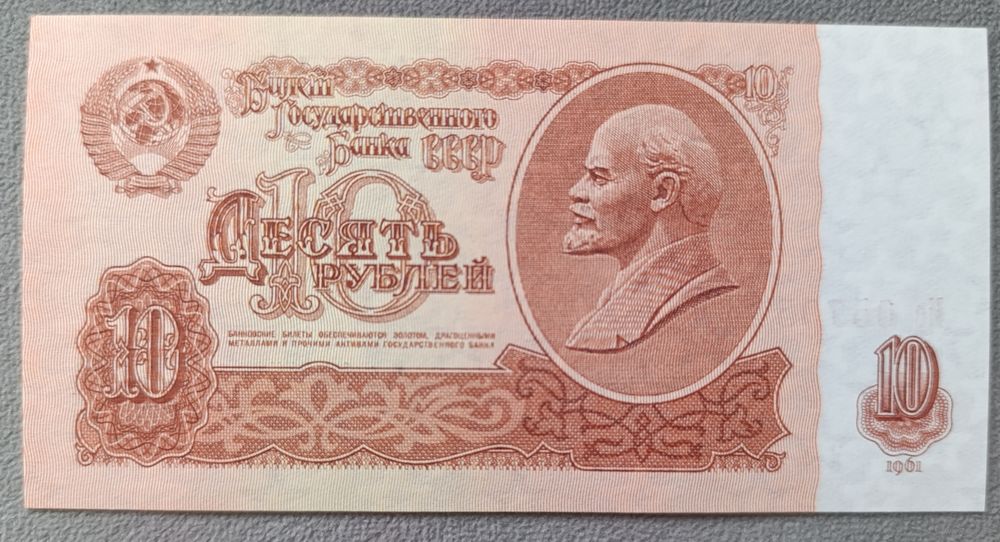 Билет
10
Государственного
Банка СССР
10
Десять
рублей
БАНКОВСКИЕ БИЛЕТЫ ОБЕСПЕЧИВАЮТСЯ ЗОЛОТОМ, ДРАГОЦЕННЫМИ
МЕТАЛЛАМИ И ПРОЧИМИ АКТИВАМИ ГОСУДАРСТВЕННОГО БАНКА
10
10
1961